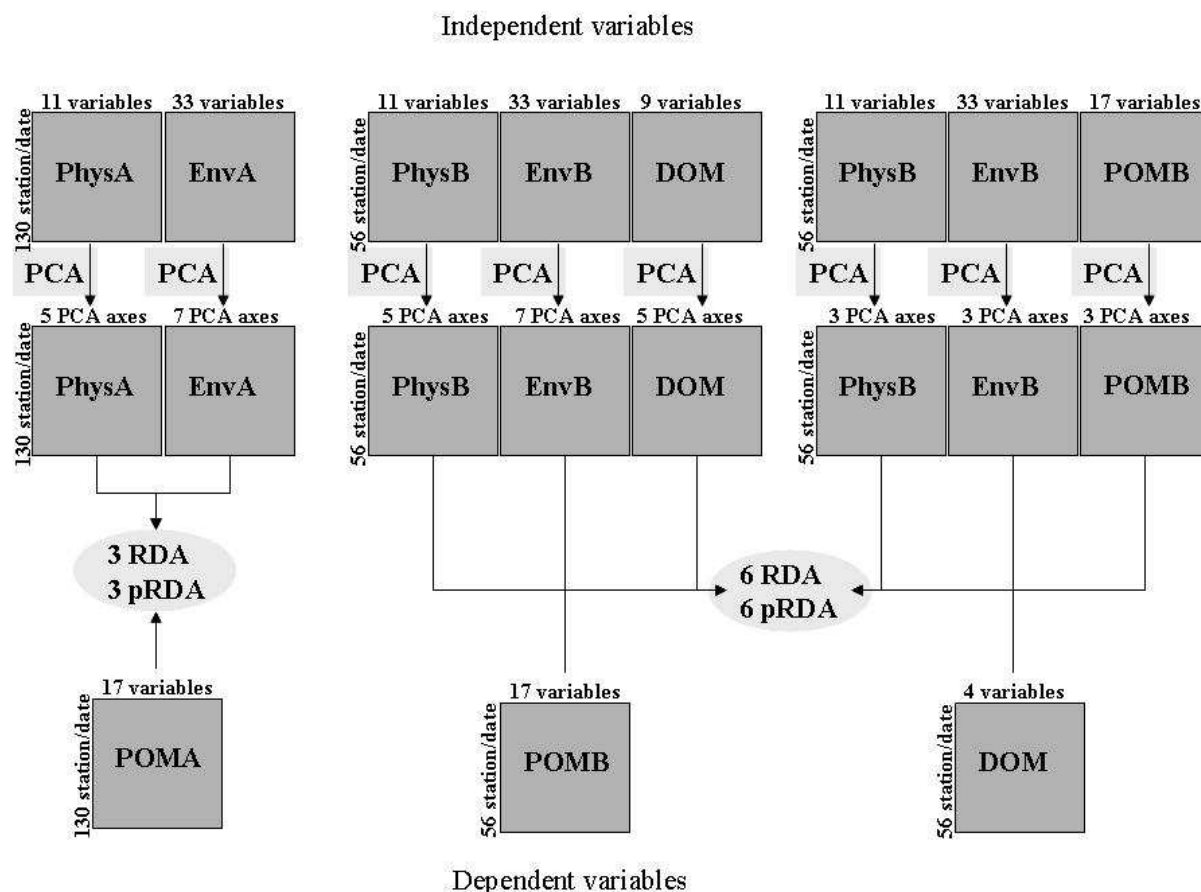 Independent variables
11 variables 33 variables 11 variables 33 variables 9 variables 11 variables 33 variables 17 variables
130 station/date PhysA EnvA 56 station/date PhysB EnvB DOM 56 station/date PhysB EnvB POMB
PCA PCA PCA PCA PCA PCA PCA PCA
5 PCA axes 7 PCA axes 5 PCA axes 7 PCA axes 5 PCA axes 3 PCA axes 3 PCA axes 3 PCA axes
130 station/date PhysA EnvA 56 station/date PhysB EnvB DOM 56 station/date PhysB EnvB POMB
3 RDA
3 pRDA
6 RDA
6 pRDA
17 variables 17 variables 4 variables
130 station/date POMA 56 station/date POMB 56 station/date DOM
Dependent variables